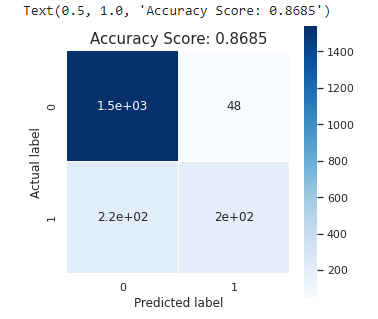 Text(0.5, 1.0, 'Accuracy Score: 0.8685')
Accuracy Score: 0.8685
1400
1200
1000
800
600
400
200
Actual label
0
1
1.5e+03 48
2.2e+02 2e+02
0 1
Predicted label